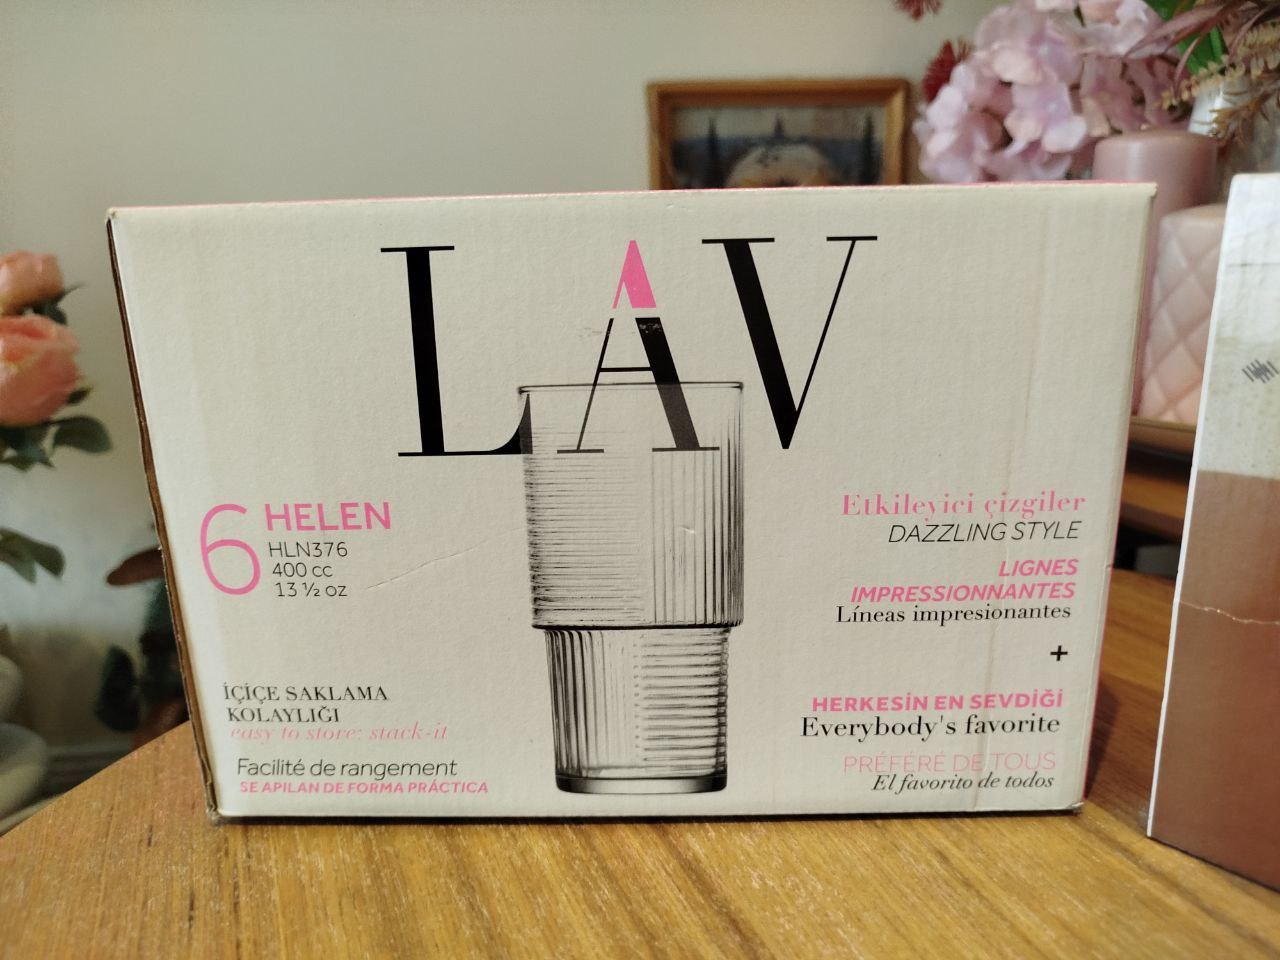 LAV
6
HELEN
HLN376
400 cc
13 ½ oz
İÇİÇE SAKLAMA
KOLAYLIĞI
easy to store: stack-it
Facilité de rangement
SE APILAN DE FORMA PRÁCTICA
Etkileyici çizgiler
DAZZLING STYLE
LIGNES
IMPRESSIONNANTES
Líneas impresionantes
+
HERKESİN EN SEVDİĞİ
Everybody's favorite
PRÉFÉRÉ DE TOUS
El favorito de todos